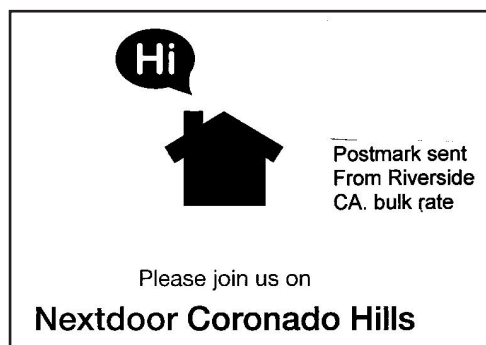 Hi
Postmark sent
From Riverside
CA. bulk rate
Please join us on
Nextdoor Coronado Hills